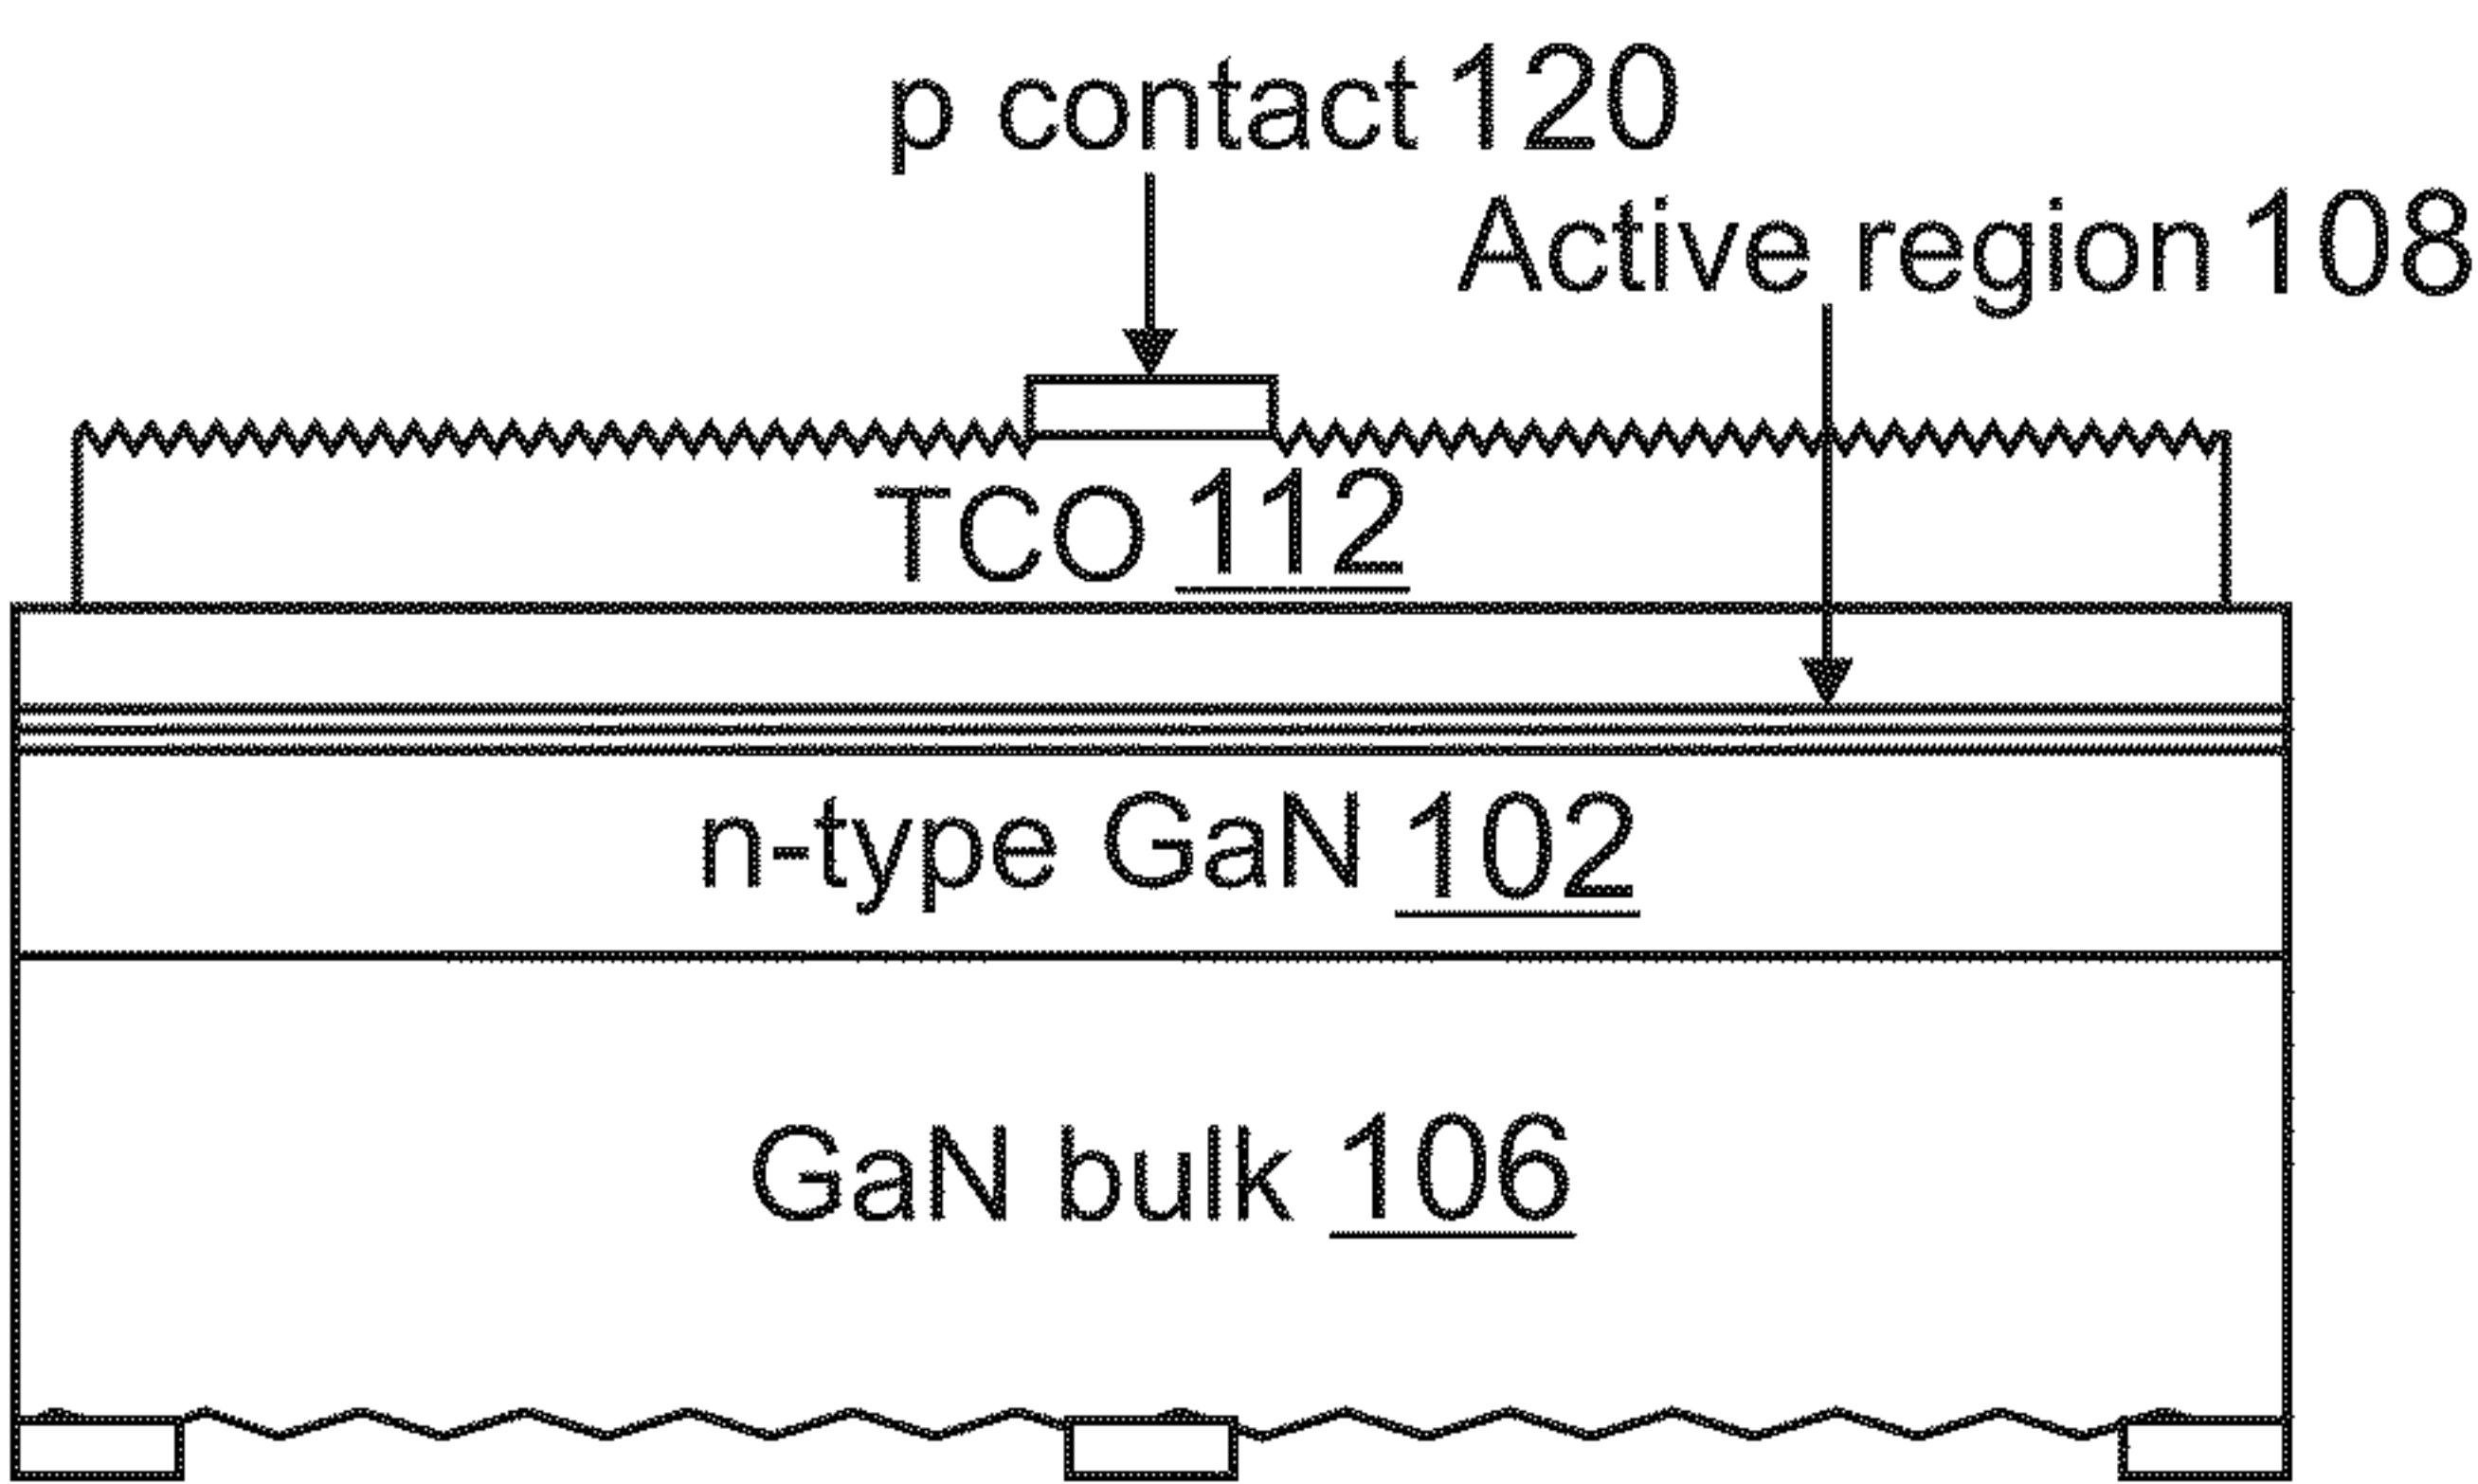 p contact 120
Active region 108
TCO 112
n-type GaN 102
GaN bulk 106